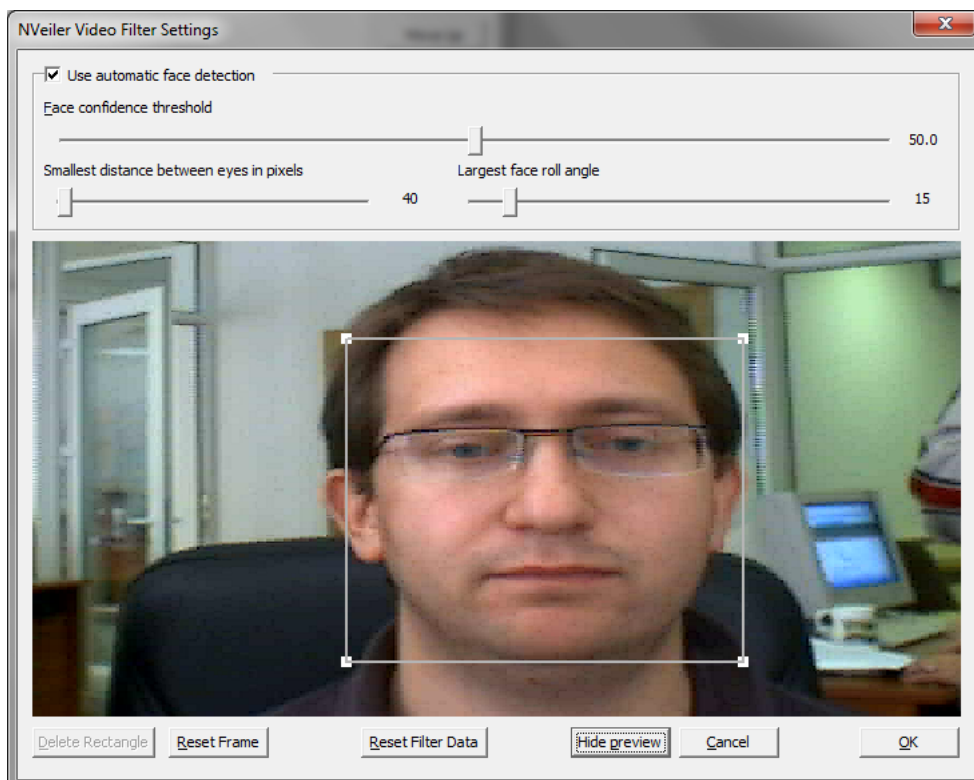 NVeiler Video Filter Settings
Use automatic face detection
Face confidence threshold
50.0
Smallest distance between eyes in pixels
Largest face roll angle
40
15
Delete Rectangle Reset Frame Reset Filter Data Hide preview Cancel OK